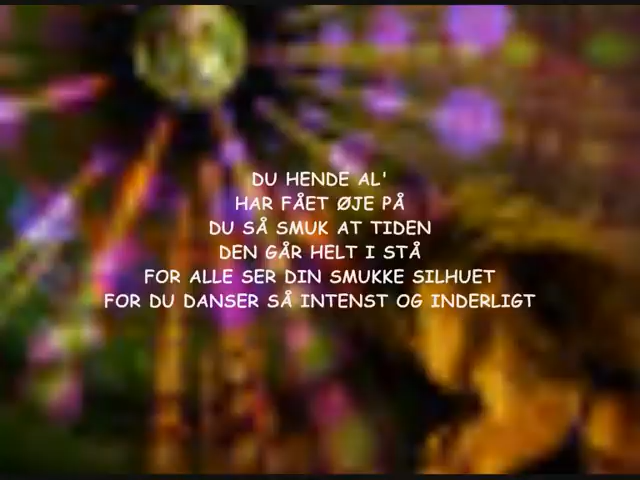 DU HENDE AL'
HAR FÅET ØJE PÅ
DU SÅ SMUK AT TIDEN
DEN GÅR HELT I STÅ
FOR ALLE SER DIN SMUKKE SILHUET
FOR DU DANSER SÅ INTENST OG INDERLIGT